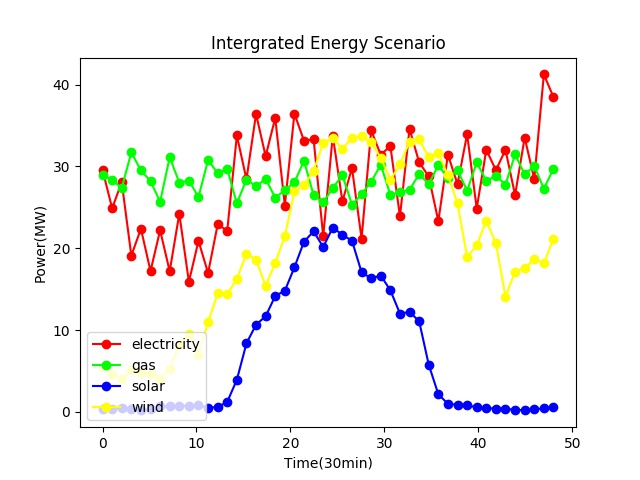 Intergrated Energy Scenario
Power(MW)
40
30
20
10
0
electricity
gas
solar
wind
0 10 20 30 40 50
Time(30min)